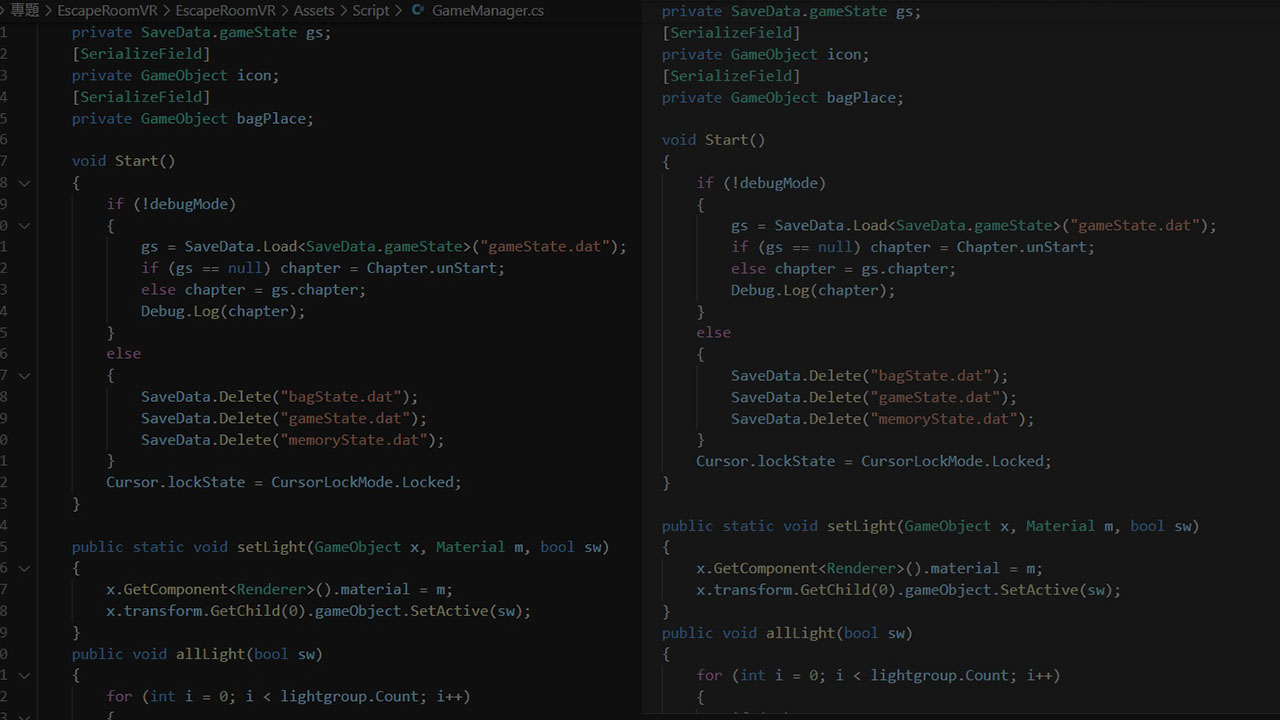 專題 > EscapeRoomVR > EscapeRoomVR > Assets > Script > GameManager.cs
1 private SaveData.gameState gs;
2 [SerializeField]
3 private GameObject icon;
4 [SerializeField]
5 private GameObject bagPlace;
6
7 void Start()
8 {
9 if (!debugMode)
0 {
1 gs = SaveData.Load<SaveData.gameState>("gameState.dat");
2 if (gs == null) chapter = Chapter.unStart;
3 else chapter = gs.chapter;
4 Debug.Log(chapter);
5 }
6 else
7 {
8 SaveData.Delete("bagState.dat");
9 SaveData.Delete("gameState.dat");
0 SaveData.Delete("memoryState.dat");
1 }
2 Cursor.lockState = CursorLockMode.Locked;
3 }
4
5 public static void setLight(GameObject x, Material m, bool sw)
6 {
7 x.GetComponent<Renderer>().material = m;
8 x.transform.GetChild(0).gameObject.SetActive(sw);
9 }
0 public void allLight(bool sw)
1 {
2 for (int i = 0; i < lightgroup.Count; i++)
3 {
private SaveData.gameState gs;
[SerializeField]
private GameObject icon;
[SerializeField]
private GameObject bagPlace;
void Start()
{
if (!debugMode)
{
gs = SaveData.Load<SaveData.gameState>("gameState.dat");
if (gs == null) chapter = Chapter.unStart;
else chapter = gs.chapter;
Debug.Log(chapter);
}
else
{
SaveData.Delete("bagState.dat");
SaveData.Delete("gameState.dat");
SaveData.Delete("memoryState.dat");
}
Cursor.lockState = CursorLockMode.Locked;
}
public static void setLight(GameObject x, Material m, bool sw)
{
x.GetComponent<Renderer>().material = m;
x.transform.GetChild(0).gameObject.SetActive(sw);
}
public void allLight(bool sw)
{
for (int i = 0; i < lightgroup.Count; i++)
{